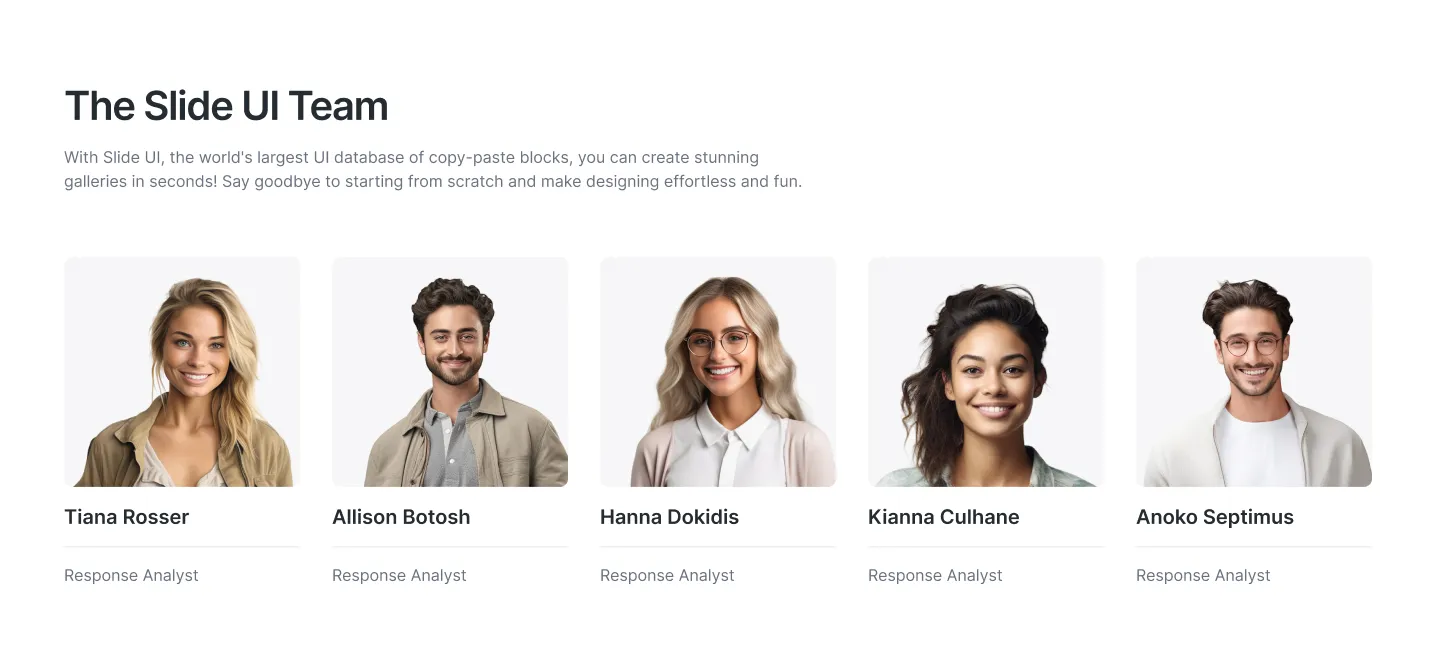 The Slide UI Team
With Slide UI, the world's largest UI database of copy-paste blocks, you can create stunning
galleries in seconds! Say goodbye to starting from scratch and make designing effortless and fun.
Tiana Rosser
Allison Botosh
Hanna Dokidis
Kianna Culhane
Anoko Septimus
Response Analyst
Response Analyst
Response Analyst
Response Analyst
Response Analyst